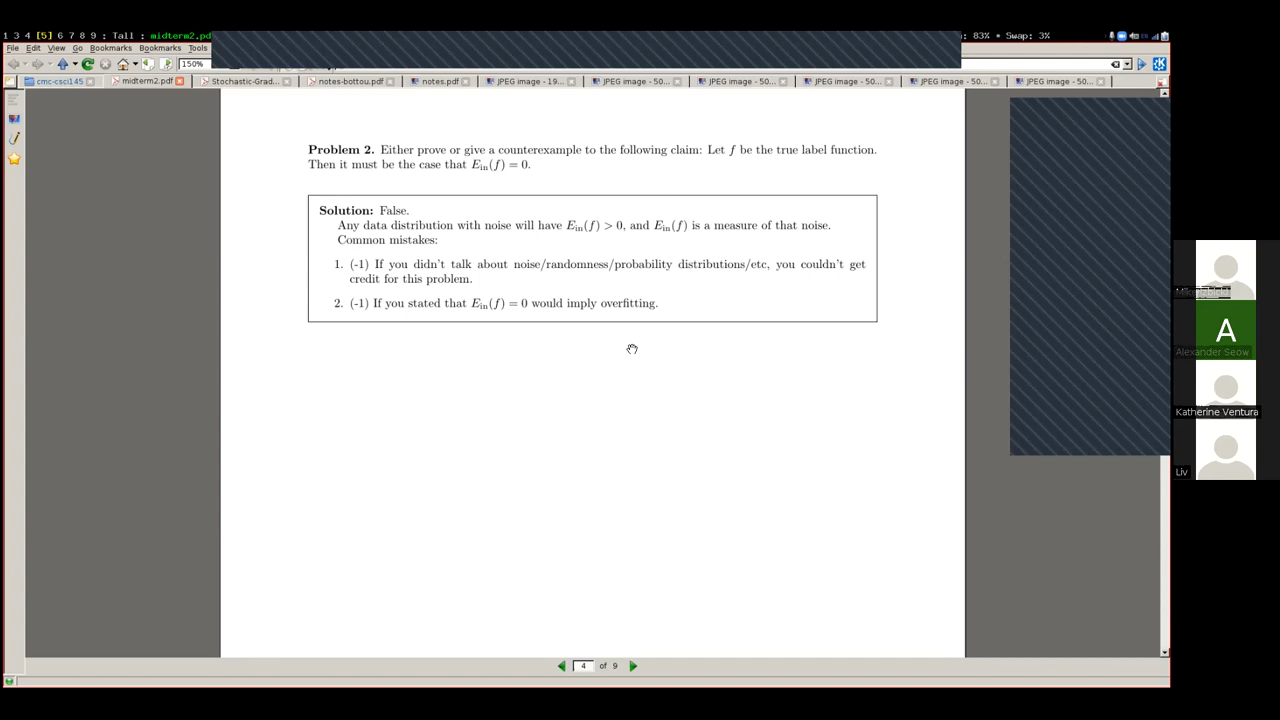 1 3 4 [5] 6 7 8 9 : Tall : midterm2.pd
: 83% * Swap: 3%
File Edit View Go Bookmarks Bookmarks Tools
150%
cmc-csci145 midterm2.pdf Stochastic-Grad... notes-bottou.pdf notes.pdf JPEG image - 19... JPEG image - 50... JPEG image - 50... JPEG image - 50... JPEG image - 50... JPEG image - 50...
Problem 2. Either prove or give a counterexample to the following claim: Let f be the true label function.
Then it must be the case that E_in(f) = 0.
Solution: False.
Any data distribution with noise will have E_in(f) > 0, and E_in(f) is a measure of that noise.
Common mistakes:
1. (-1) If you didn't talk about noise/randomness/probability distributions/etc, you couldn't get
credit for this problem.
2. (-1) If you stated that E_in(f) = 0 would imply overfitting.
A
Alexander Seow
Katherine Ventura
Liv
4 of 9